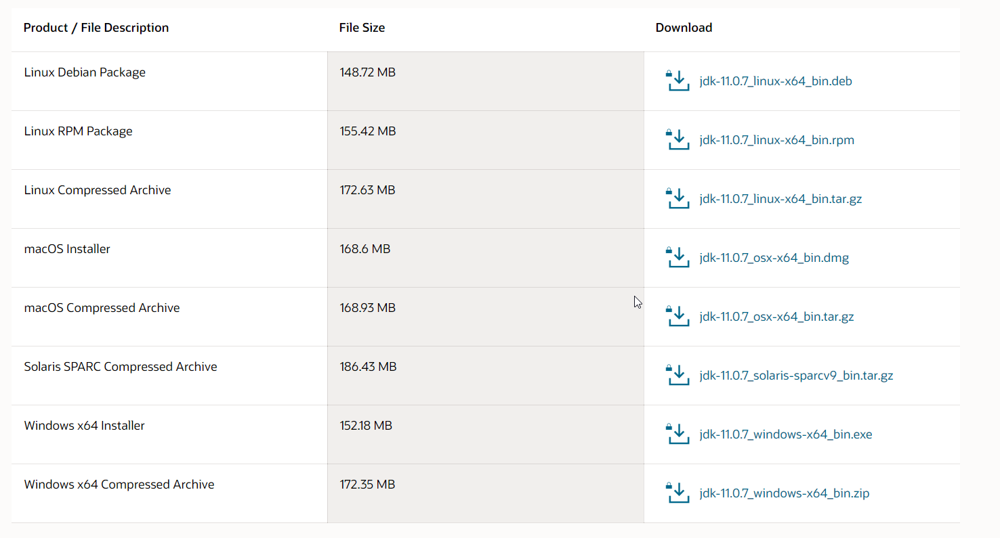 Product / File Description File Size Download
Linux Debian Package 148.72 MB jdk-11.0.7_linux-x64_bin.deb
Linux RPM Package 155.42 MB jdk-11.0.7_linux-x64_bin.rpm
Linux Compressed Archive 172.63 MB jdk-11.0.7_linux-x64_bin.tar.gz
macOS Installer 168.6 MB jdk-11.0.7_osx-x64_bin.dmg
macOS Compressed Archive 168.93 MB jdk-11.0.7_osx-x64_bin.tar.gz
Solaris SPARC Compressed Archive 186.43 MB jdk-11.0.7_solaris-sparcv9_bin.tar.gz
Windows x64 Installer 152.18 MB jdk-11.0.7_windows-x64_bin.exe
Windows x64 Compressed Archive 172.35 MB jdk-11.0.7_windows-x64_bin.zip